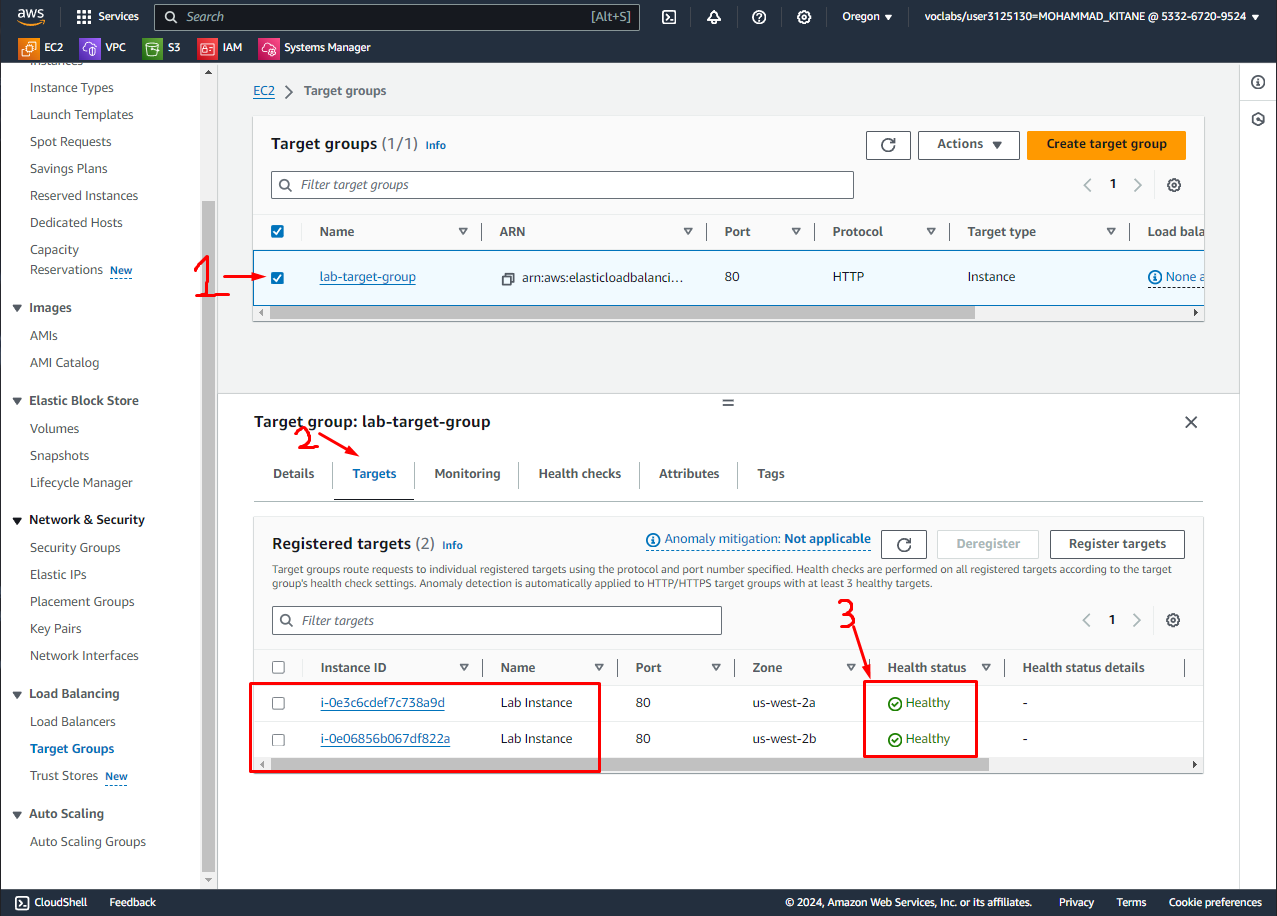 aws Services Search [Alt+S] Oregon ▼ voclabs/user3125130=MOHAMMAD_KITANE @ 5332-6720-9524 ▼
EC2 VPC S3 IAM Systems Manager
Instances
Instance Types
Launch Templates
Spot Requests
Savings Plans
Reserved Instances
Dedicated Hosts
Capacity
Reservations New
Images
AMIs
AMI Catalog
Elastic Block Store
Volumes
Snapshots
Lifecycle Manager
Network & Security
Security Groups
Elastic IPs
Placement Groups
Key Pairs
Network Interfaces
Load Balancing
Load Balancers
Target Groups
Trust Stores New
Auto Scaling
Auto Scaling Groups
EC2 > Target groups
Target groups (1/1) Info Actions ▼ Create target group
Filter target groups 1
Name ARN Port Protocol Target type Load bala
1 lab-target-group arn:aws:elasticloadbalanci... 80 HTTP Instance None a
Target group: lab-target-group
2
Details Targets Monitoring Health checks Attributes Tags
Registered targets (2) Info Anomaly mitigation: Not applicable Deregister Register targets
Target groups route requests to individual registered targets using the protocol and port number specified. Health checks are performed on all registered targets according to the target
group's health check settings. Anomaly detection is automatically applied to HTTP/HTTPS target groups with at least 3 healthy targets.
Filter targets 3 1
Instance ID Name Port Zone Health status Health status details
i-0e3c6cdef7c738a9d Lab Instance 80 us-west-2a Healthy -
i-0e06856b067df822a Lab Instance 80 us-west-2b Healthy -
CloudShell Feedback © 2024, Amazon Web Services, Inc. or its affiliates. Privacy Terms Cookie preferences